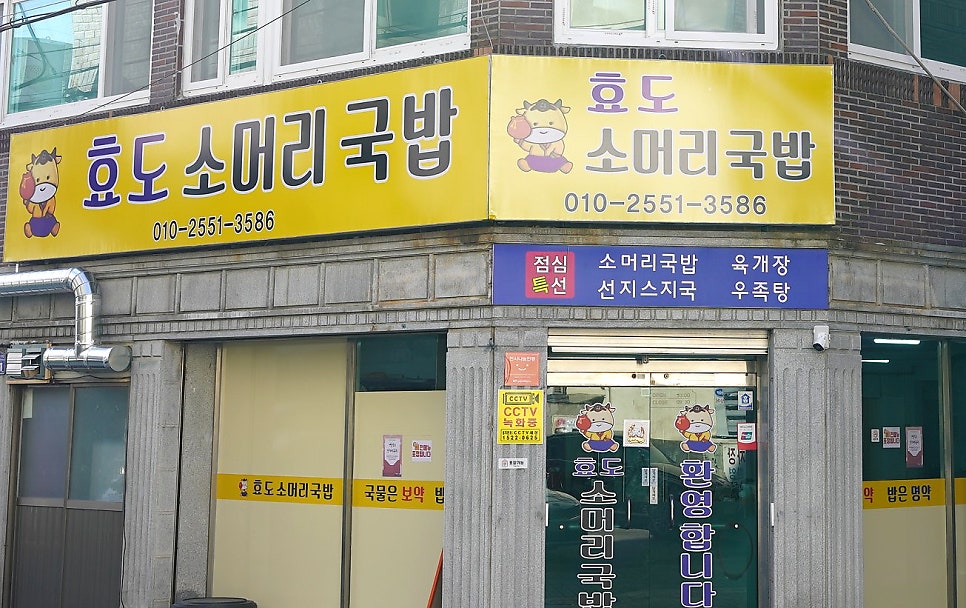 효도 소머리 국밥
010-2551-3586
효도
소머리국밥
010-2551-3586
점심
특선
소머리국밥 육개장
선지스지국 우족탕
CCTV
녹화중
1522-0625
효도소머리국밥
국물은 보약 밥
효도소머리국밥
환영합니다
약 밥은 명약